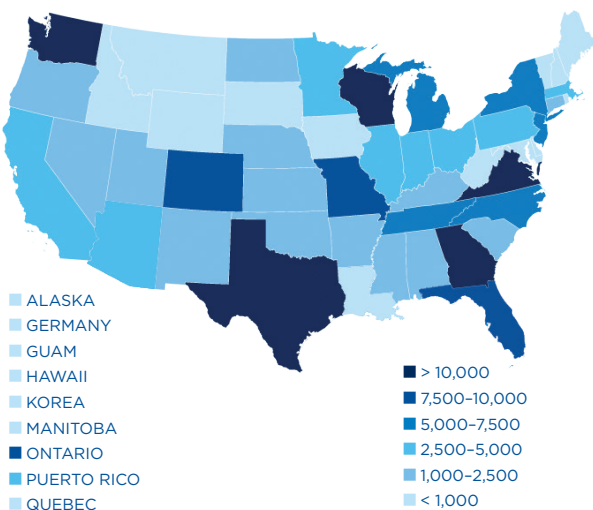 ALASKA
GERMANY
GUAM
HAWAII
KOREA
MANITOBA
ONTARIO
PUERTO RICO
QUEBEC
> 10,000
7,500–10,000
5,000–7,500
2,500–5,000
1,000–2,500
< 1,000